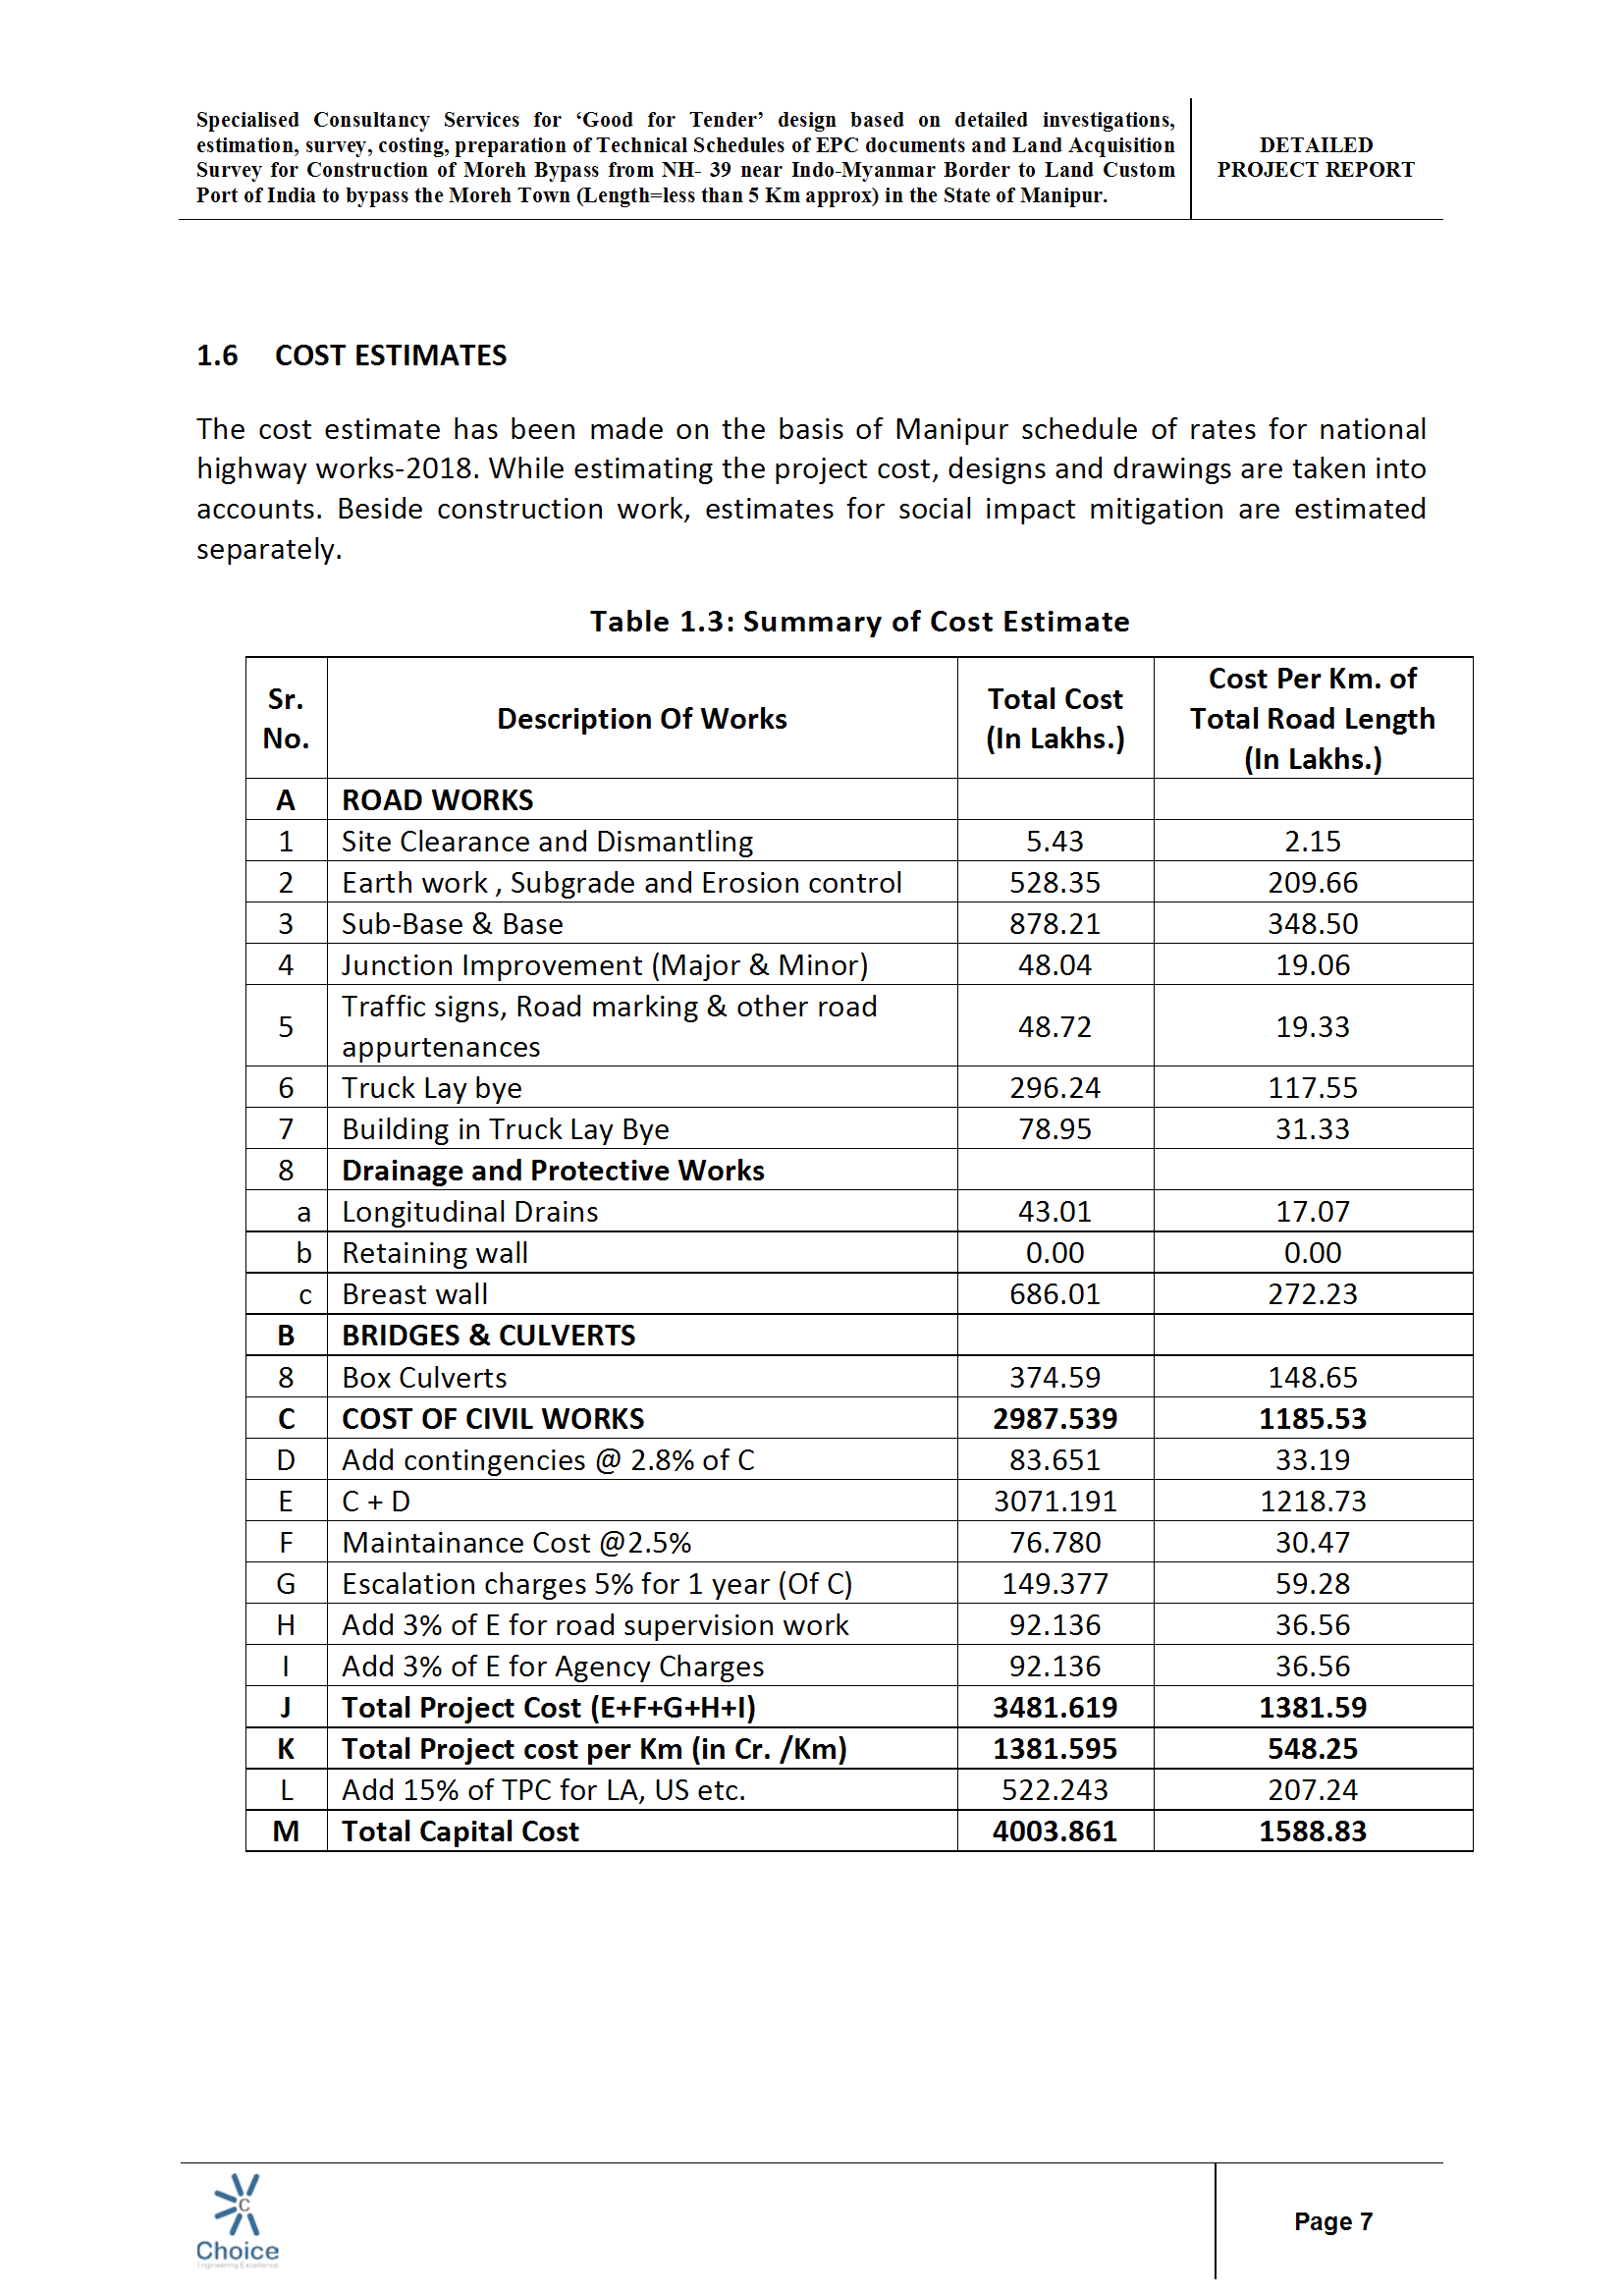 Specialised Consultancy Services for ‘Good for Tender’ design based on detailed investigations,
estimation, survey, costing, preparation of Technical Schedules of EPC documents and Land Acquisition
Survey for Construction of Moreh Bypass from NH- 39 near Indo-Myanmar Border to Land Custom
Port of India to bypass the Moreh Town (Length=less than 5 Km approx) in the State of Manipur.
DETAILED
PROJECT REPORT
1.6 COST ESTIMATES
The cost estimate has been made on the basis of Manipur schedule of rates for national
highway works-2018. While estimating the project cost, designs and drawings are taken into
accounts. Beside construction work, estimates for social impact mitigation are estimated
separately.
Table 1.3: Summary of Cost Estimate
Sr. No. Description Of Works Total Cost (In Lakhs.) Cost Per Km. of Total Road Length (In Lakhs.)
A ROAD WORKS
1 Site Clearance and Dismantling 5.43 2.15
2 Earth work , Subgrade and Erosion control 528.35 209.66
3 Sub-Base & Base 878.21 348.50
4 Junction Improvement (Major & Minor) 48.04 19.06
5 Traffic signs, Road marking & other road appurtenances 48.72 19.33
6 Truck Lay bye 296.24 117.55
7 Building in Truck Lay Bye 78.95 31.33
8 Drainage and Protective Works
a Longitudinal Drains 43.01 17.07
b Retaining wall 0.00 0.00
c Breast wall 686.01 272.23
B BRIDGES & CULVERTS
8 Box Culverts 374.59 148.65
C COST OF CIVIL WORKS 2987.539 1185.53
D Add contingencies @ 2.8% of C 83.651 33.19
E C + D 3071.191 1218.73
F Maintainance Cost @2.5% 76.780 30.47
G Escalation charges 5% for 1 year (Of C) 149.377 59.28
H Add 3% of E for road supervision work 92.136 36.56
I Add 3% of E for Agency Charges 92.136 36.56
J Total Project Cost (E+F+G+H+I) 3481.619 1381.59
K Total Project cost per Km (in Cr. /Km) 1381.595 548.25
L Add 15% of TPC for LA, US etc. 522.243 207.24
M Total Capital Cost 4003.861 1588.83
C
Choice
Engineering Excellence
Page 7